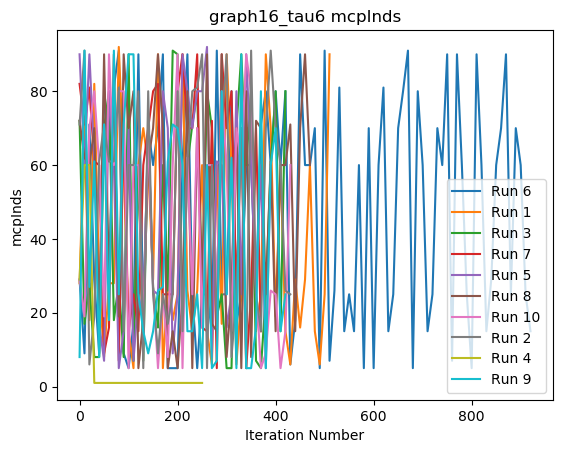 graph16_tau6 mcpInds
mcpInds
80
60
40
20
0
0
200
400
600
800
Iteration Number
Run 6
Run 1
Run 3
Run 7
Run 5
Run 8
Run 10
Run 2
Run 4
Run 9